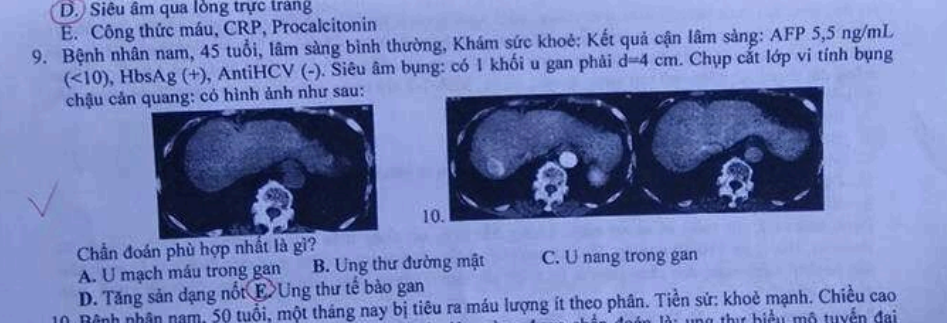 D. Siêu âm qua lòng trực tràng
E. Công thức máu, CRP, Procalcitonin
9. Bệnh nhân nam, 45 tuổi, lâm sàng bình thường, Khám sức khoẻ: Kết quả cận lâm sàng: AFP 5,5 ng/mL
(<10), HbsAg (+), AntiHCV (-). Siêu âm bụng: có 1 khối u gan phải d=4 cm. Chụp cắt lớp vi tính bụng
chậu cản quang: có hình ảnh như sau:
10.
Chẩn đoán phù hợp nhất là gì?
A. U mạch máu trong gan B. Ung thư đường mật C. U nang trong gan
D. Tăng sản dạng nốt E. Ung thư tế bào gan
10. Bệnh nhân nam, 50 tuổi, một tháng nay bị tiêu ra máu lượng ít theo phân. Tiền sử: khoẻ mạnh. Chiều cao
chẩn đoán là: ung thư biểu mô tuyến đại